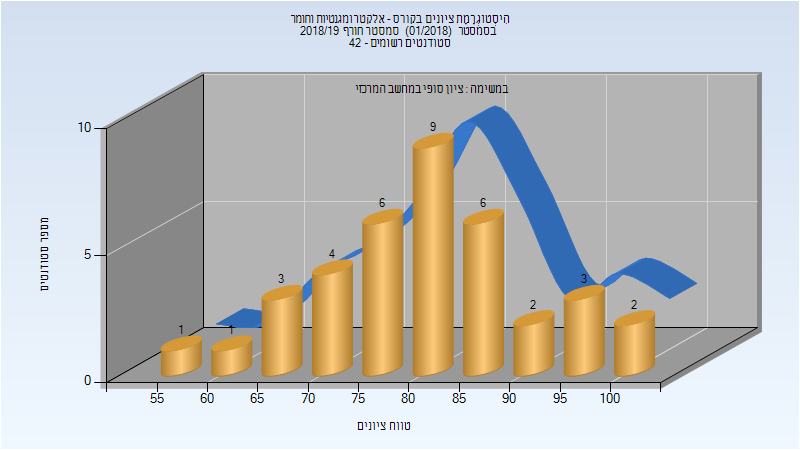 היסטוגרמת ציונים בקורס - אלקטרומגנטיות וחומר
בסמסטר (01/2018) סמסטר חורף 2018/19
סטודנטים רשומים - 42
במשימה : ציון סופי במחשב המרכזי
10
5
0
מספר סטודנטים
1
1
3
4
6
9
6
2
3
2
55 60 65 70 75 80 85 90 95 100
טווח ציונים